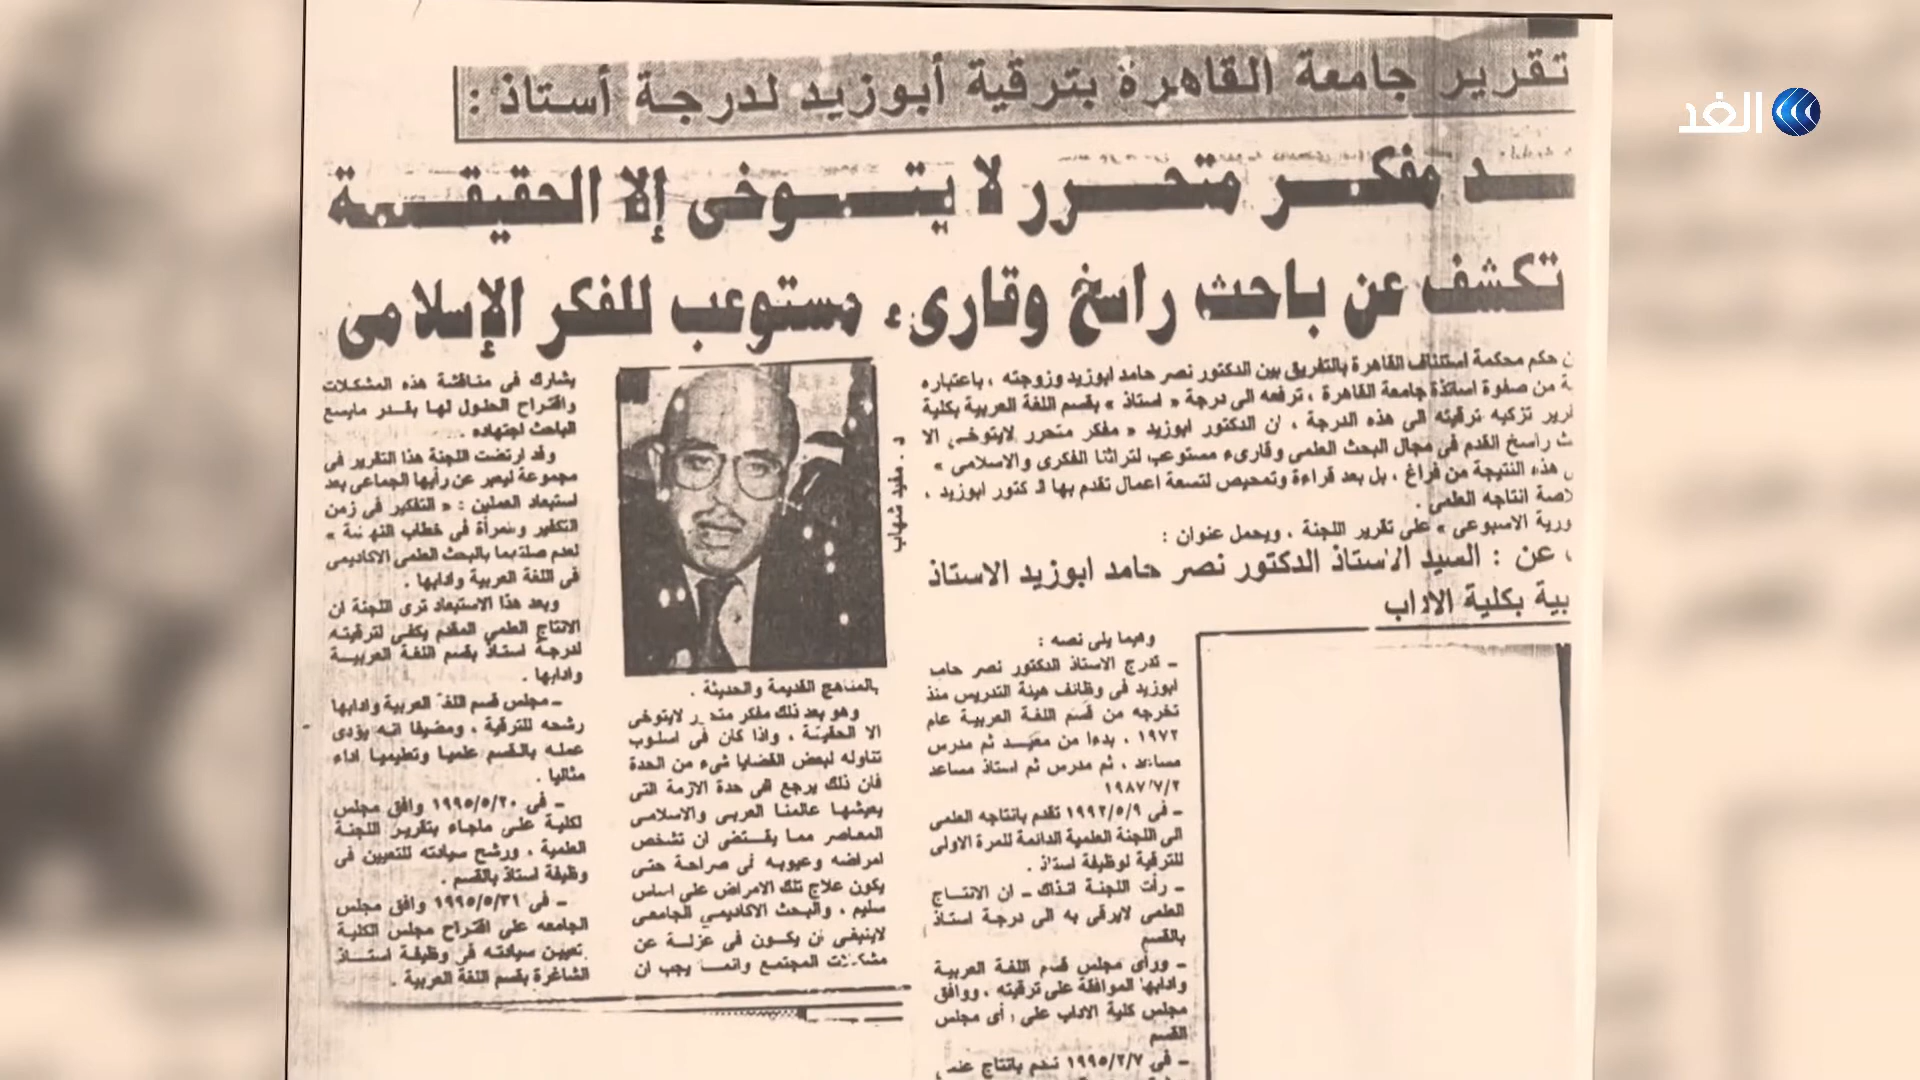 الغد
تقرير جامعة القاهرة بترقية أبوزيد لدرجة أستاذ :
ـد مفكر متحرر لا يتوخى إلا الحقيقة
تكشف عن باحث راسخ وقارىء مستوعب للفكر الإسلامى
ن حكم محكمة استئناف القاهرة بالتفريق بين الدكتور نصر حامد ابوزيد وزوجته ، باعتباره
ة من صفوة اساتذة جامعة القاهرة ، ترفعه الى درجة « استاذ » بقسم اللغة العربية بكلية
رير تزكيه ترقيته الى هذه الدرجة ، ان الدكتور ابوزيد « مفكر متحرر لايتوخى الا
ث راسخ القدم فى مجال البحث العلمى وقارىء مستوعب لتراثنا الفكرى والاسلامى »
هذه النتيجة من فراغ ، بل بعد قراءة وتمحيص لتسعة اعمال تقدم بها الدكتور ابوزيد ،
لاصة انتاجه العلمى .
ورية الاسبوعى » على تقرير اللجنة ، ويحمل عنوان :
عن : السيد الاستاذ الدكتور نصر حامد ابوزيد الاستاذ
بية بكلية الاداب
وفيما يلى نصه :
ـ تدرج الاستاذ الدكتور نصر حامد
ابوزيد فى وظائف هيئة التدريس منذ
تخرجه من قسم اللغة العربية عام
١٩٧٢ ، بدءا من معيد ثم مدرس
مساعد ، ثم مدرس ثم استاذ مساعد
١٩٨٧/٧/٢
ـ فى ١٩٩٢/٥/٩ تقدم بانتاجه العلمى
الى اللجنة العلمية الدائمة للمرة الاولى
للترقية لوظيفة استاذ .
ـ رأت اللجنة انذاك ـ ان الانتاج
العلمى لايرقى به الى درجة استاذ
بالقسم
ـ ورأى مجلس قسم اللغة العربية
وادابها الموافقة على ترقيته ، ووافق
مجلس كلية الاداب على رأى مجلس
القسم
ـ فى ١٩٩٥/٢/٧ تقدم بانتاج
د . مفيد شهاب
بالمناهج القديمة والحديثة .
وهو بعد ذلك مفكر متحرر لايتوخى
الا الحقيقة ، واذا كان فى اسلوب
تناوله لبعض القضايا شىء من الحدة
فان ذلك يرجع الى حدة الازمة التى
يعيشها عالمنا العربى والاسلامى
المعاصر مما يقتضى ان تشخص
امراضه وعيوبه فى صراحة حتى
يكون علاج تلك الامراض على اساس
سليم ، والبحث الاكاديمى الجامعى
لاينبغى ان يكون فى عزلة عن
مشكلات المجتمع وانما يجب ان
يشارك فى مناقشة هذه المشكلات
واقتراح الحلول لها بقدر مايسع
الباحث اجتهاده .
وقد ارتضت اللجنة هذا التقرير فى
مجموعة ليعبر عن رأيها الجماعى بعد
استبعاد العملين : « التفكير فى زمن
التكفير والمرأة فى خطاب النهضة »
لعدم صلتهما بالبحث العلمى الاكاديمى
فى اللغة العربية وادابها .
وبعد هذا الاستبعاد ترى اللجنة ان
الانتاج العلمى المقدم يكفى لترقيته
لدرجة استاذ بقسم اللغة العربية
وادابها .
ـ مجلس قسم اللغة العربية وادابها
رشحه للترقية ، ومضيفا انه يؤدى
عمله بالقسم علميا وتعليميا اداء
مثاليا .
ـ فى ١٩٩٥/٥/٢٠ وافق مجلس
لكلية على ماجاء بتقرير اللجنة
العلمية ، ورشح سيادته للتعيين فى
وظيفة استاذ بالقسم .
ـ فى ١٩٩٥/٥/٣١ وافق مجلس
الجامعه على اقتراح مجلس الكلية
تعيين سيادته فى وظيفة استاذ
الشاغرة بقسم اللغة العربية .